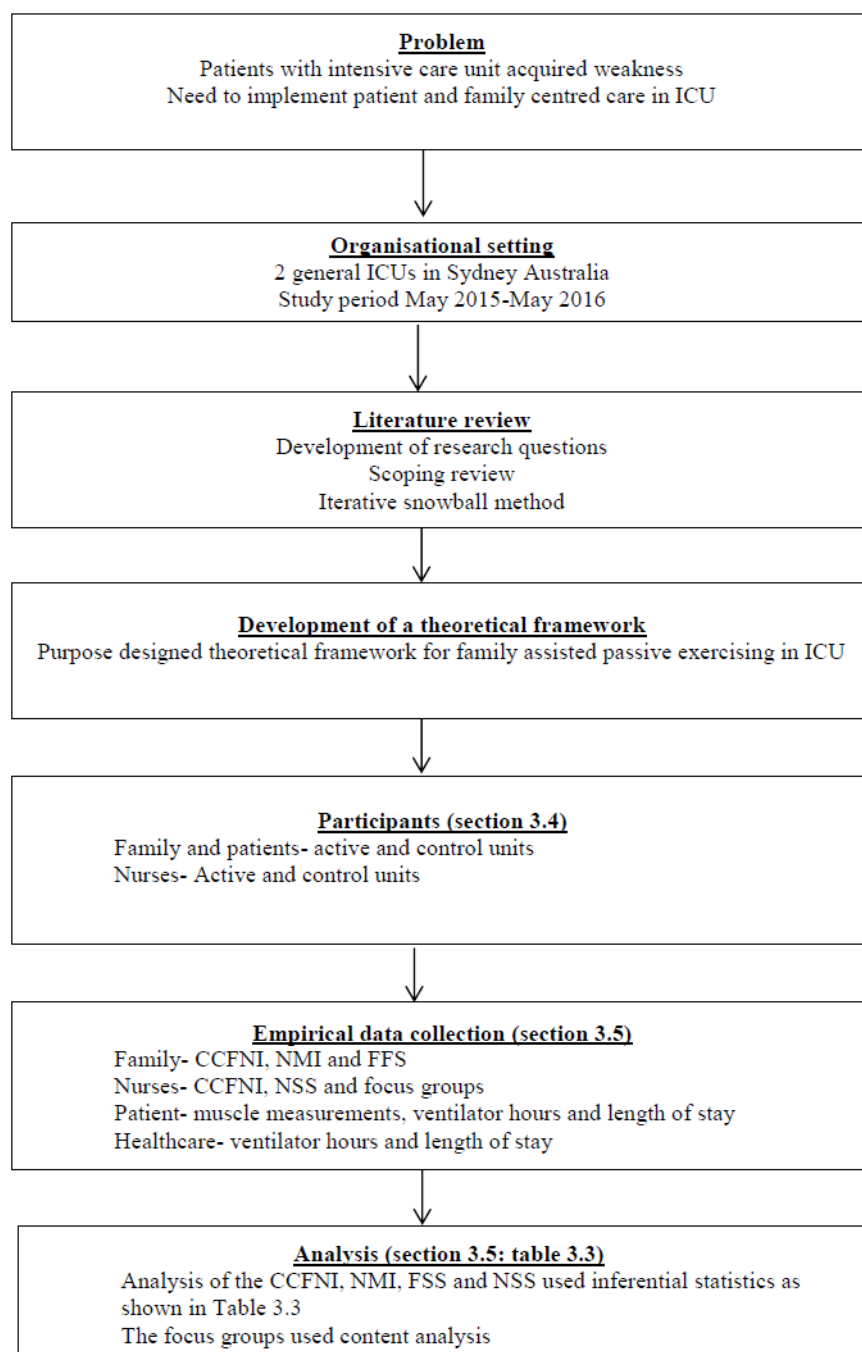 Problem
Patients with intensive care unit acquired weakness
Need to implement patient and family centred care in ICU
Organisational setting
2 general ICUs in Sydney Australia
Study period May 2015-May 2016
Literature review
Development of research questions
Scoping review
Iterative snowball method
Development of a theoretical framework
Purpose designed theoretical framework for family assisted passive exercising in ICU
Participants (section 3.4)
Family and patients- active and control units
Nurses- Active and control units
Empirical data collection (section 3.5)
Family- CCFNI, NMI and FFS
Nurses- CCFNI, NSS and focus groups
Patient- muscle measurements, ventilator hours and length of stay
Healthcare- ventilator hours and length of stay
Analysis (section 3.5: table 3.3)
Analysis of the CCFNI, NMI, FSS and NSS used inferential statistics as
shown in Table 3.3
The focus groups used content analysis